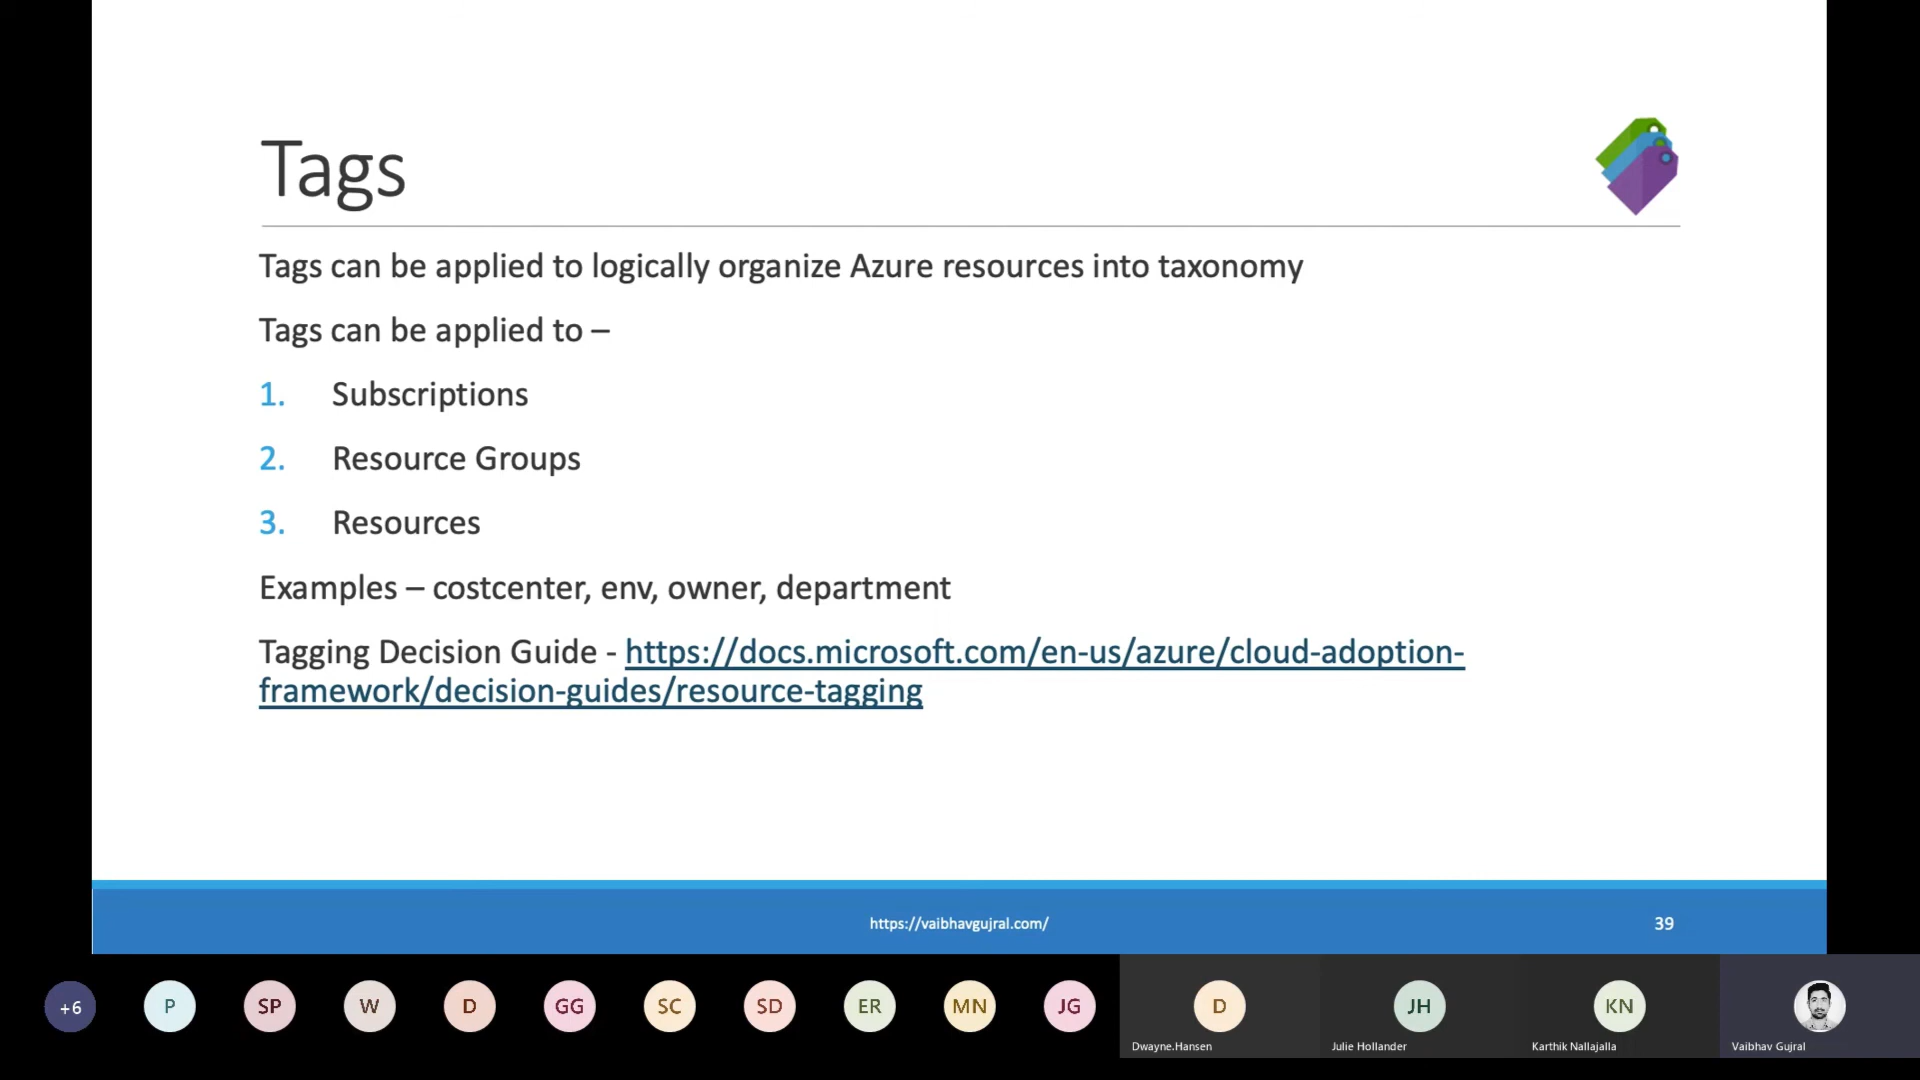 Tags
Tags can be applied to logically organize Azure resources into taxonomy
Tags can be applied to –
1. Subscriptions
2. Resource Groups
3. Resources
Examples – costcenter, env, owner, department
Tagging Decision Guide - https://docs.microsoft.com/en-us/azure/cloud-adoption-
framework/decision-guides/resource-tagging
https://vaibhavgujral.com/
39
+6 P SP W D GG SC SD ER MN JG D JH KN
Dwayne.Hansen Julie Hollander Karthik Nallajalla Vaibhav Gujral